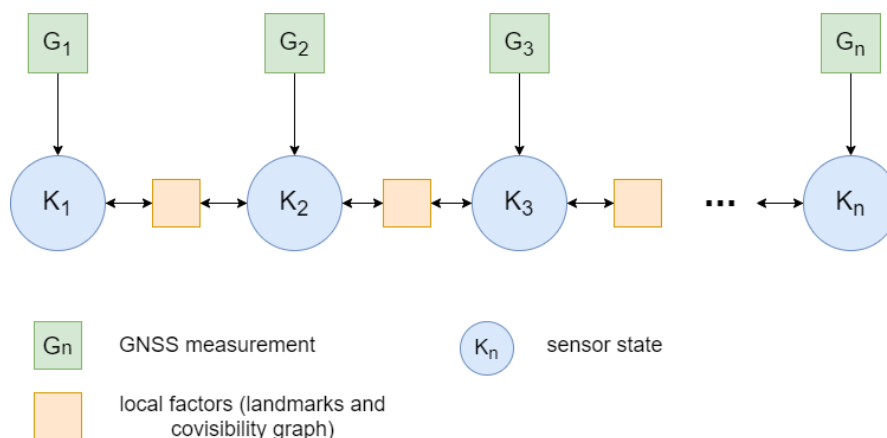 G1 G2 G3 Gn
K1 K2 K3 ... Kn
Gn GNSS measurement Kn sensor state
local factors (landmarks and
covisibility graph)